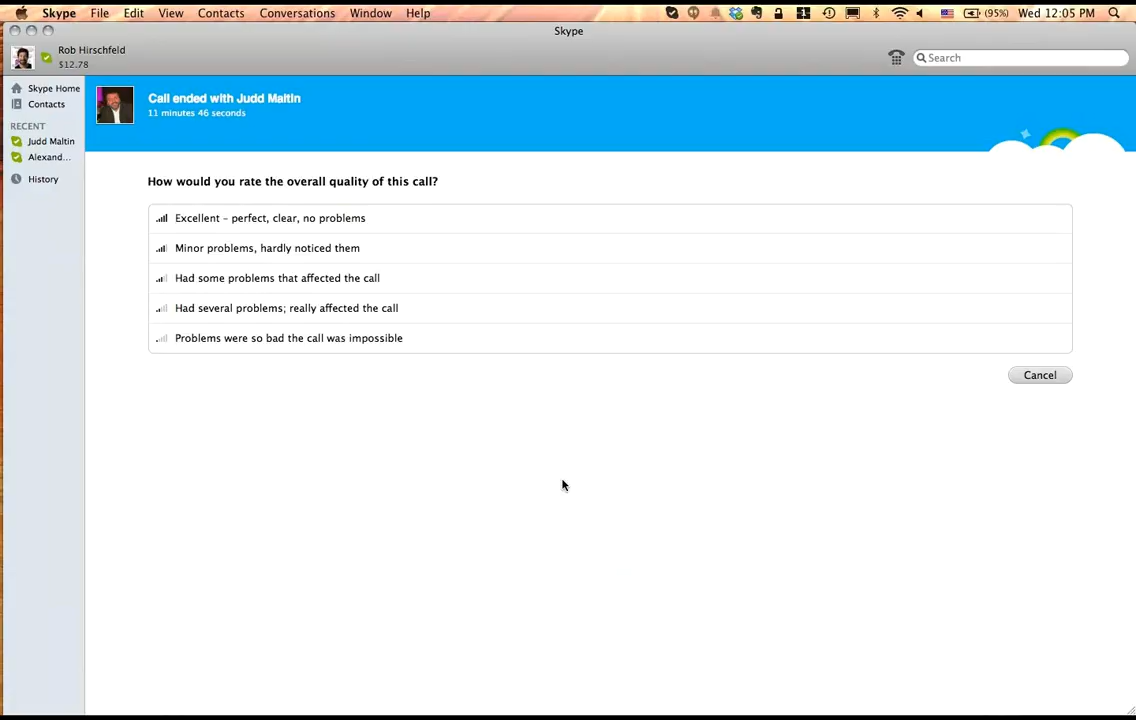 Skype File Edit View Contacts Conversations Window Help (95%) Wed 12:05 PM
Skype
Rob Hirschfeld
$12.78
Search
Skype Home
Contacts
RECENT
Judd Maltin
Alexand...
History
Call ended with Judd Maltin
11 minutes 46 seconds
How would you rate the overall quality of this call?
Excellent – perfect, clear, no problems
Minor problems, hardly noticed them
Had some problems that affected the call
Had several problems; really affected the call
Problems were so bad the call was impossible
Cancel